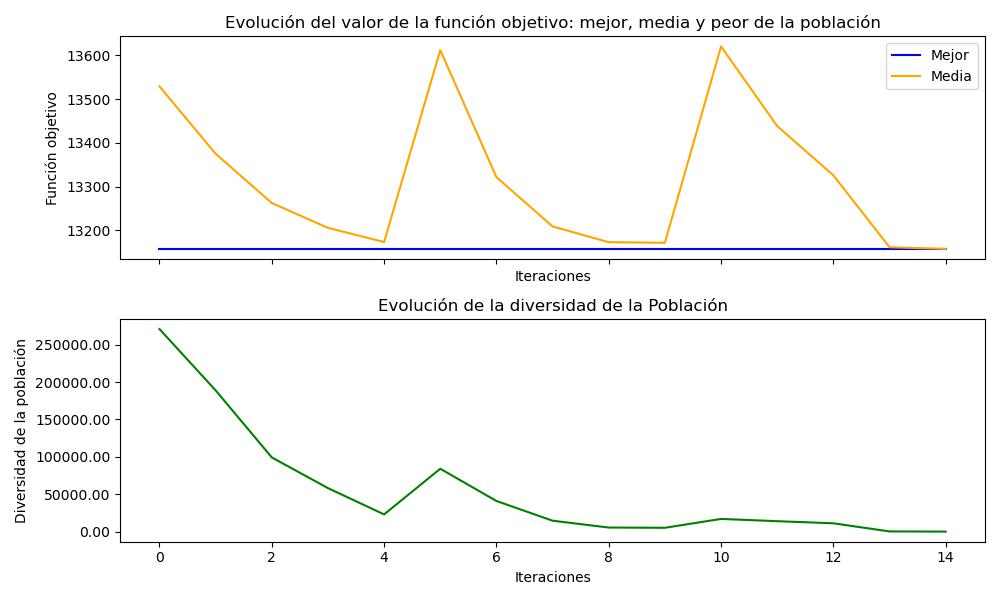 Evolución del valor de la función objetivo: mejor, media y peor de la población
13600
13500
13400
13300
13200
Función objetivo
Mejor
Media
Iteraciones
Evolución de la diversidad de la Población
250000.00
200000.00
150000.00
100000.00
50000.00
0.00
Diversidad de la población
0 2 4 6 8 10 12 14
Iteraciones